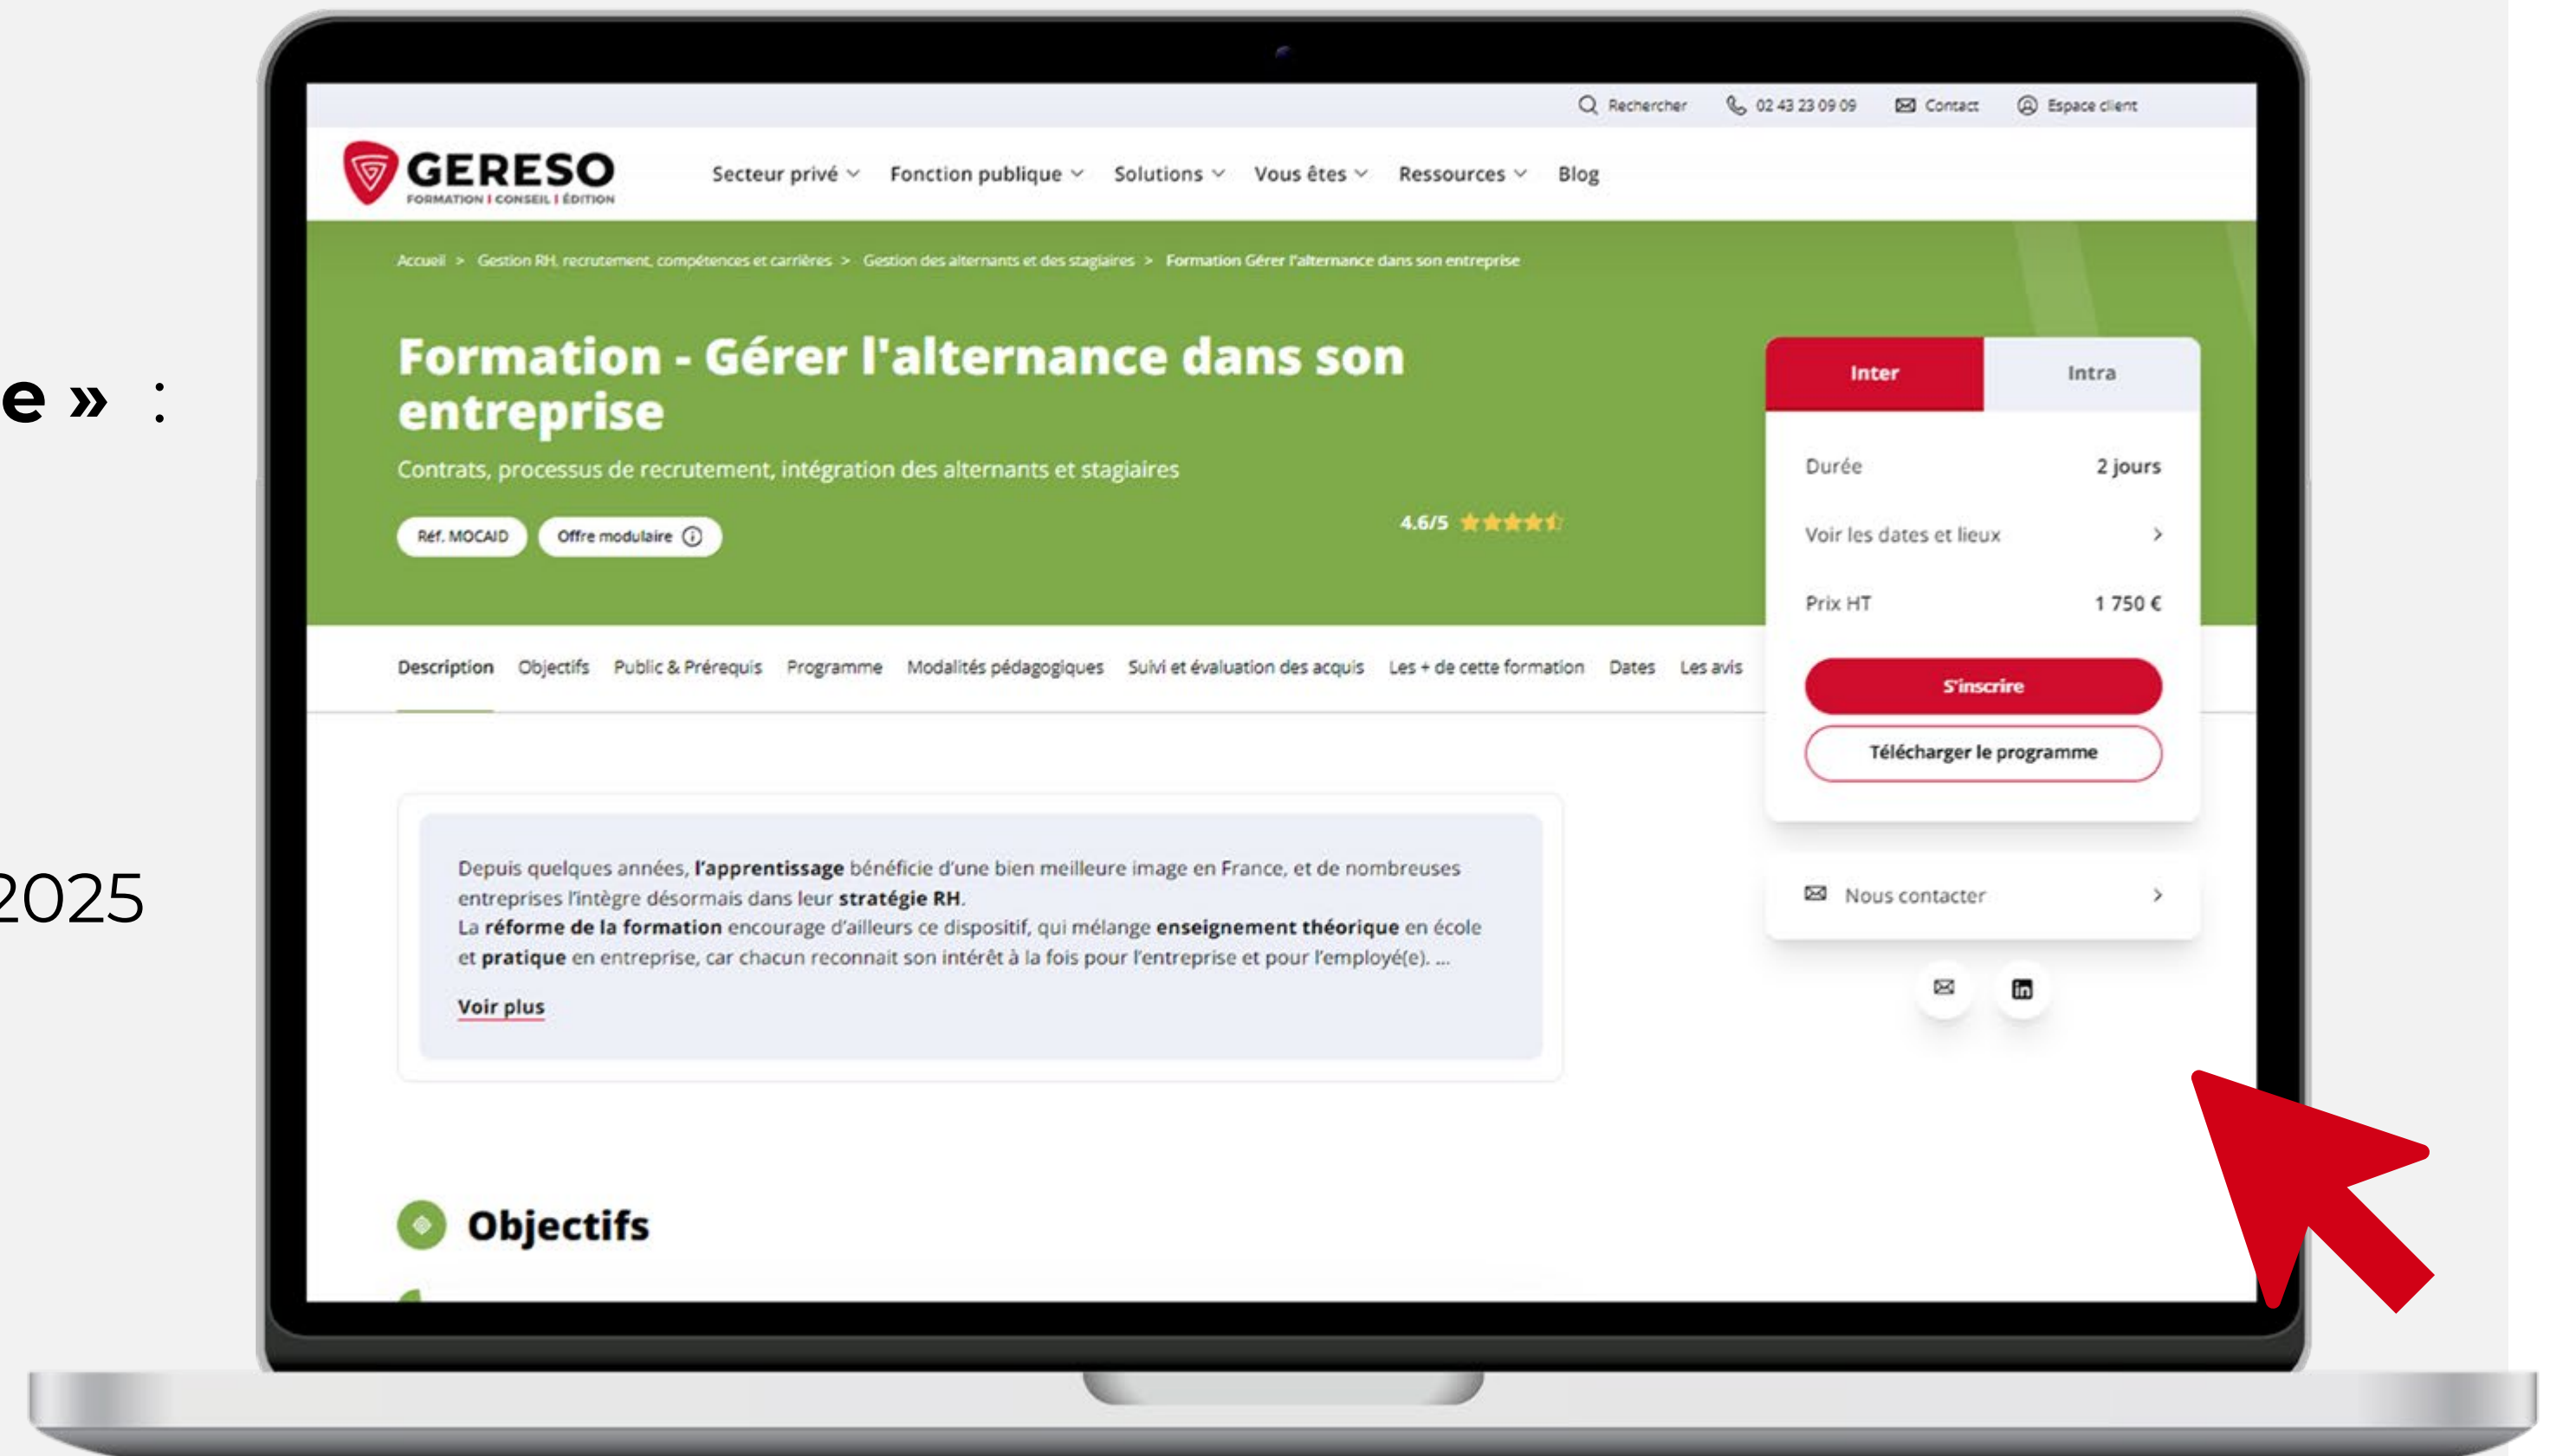 e » :
2025
Rechercher 02 43 23 09 09 Contact Espace client
GERESO
FORMATION | CONSEIL | ÉDITION
Secteur privé Fonction publique Solutions Vous êtes Ressources Blog
Accueil > Gestion RH, recrutement, compétences et carrières > Gestion des alternants et des stagiaires > Formation Gérer l'alternance dans son entreprise
Formation - Gérer l'alternance dans son
entreprise
Contrats, processus de recrutement, intégration des alternants et stagiaires
Réf. MOCAID Offre modulaire
4.6/5
Inter Intra
Durée 2 jours
Voir les dates et lieux >
Prix HT 1 750 €
S'inscrire
Télécharger le programme
Description Objectifs Public & Prérequis Programme Modalités pédagogiques Suivi et évaluation des acquis Les + de cette formation Dates Les avis
Depuis quelques années, l'apprentissage bénéficie d'une bien meilleure image en France, et de nombreuses
entreprises l'intègre désormais dans leur stratégie RH.
La réforme de la formation encourage d'ailleurs ce dispositif, qui mélange enseignement théorique en école
et pratique en entreprise, car chacun reconnait son intérêt à la fois pour l'entreprise et pour l'employé(e). ...
Voir plus
Nous contacter >
in
Objectifs